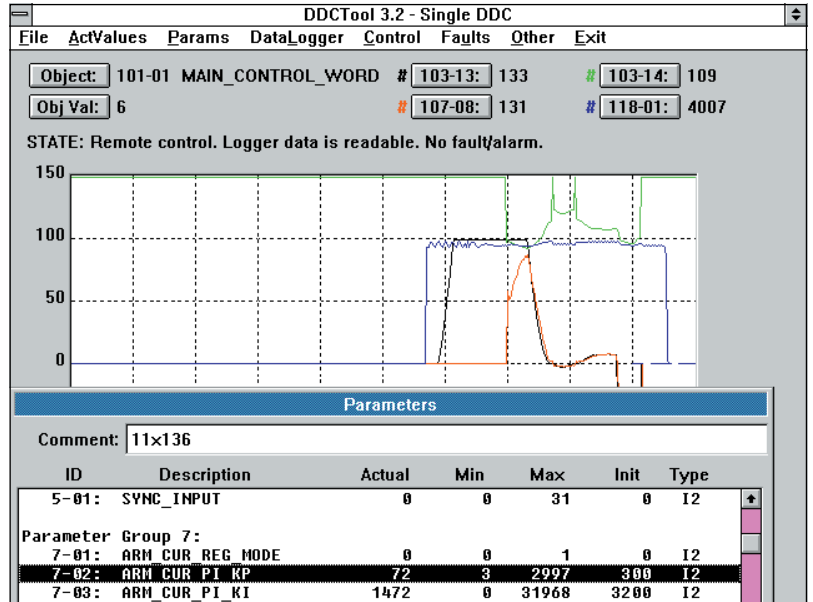 DDCTool 3.2 - Single DDC
File ActValues Params DataLogger Control Faults Other Exit
Object: 101-01 MAIN_CONTROL_WORD # 103-13: 133 # 103-14: 109
Obj Val: 6 # 107-08: 131 # 118-01: 4007
STATE: Remote control. Logger data is readable. No fault/alarm.
150
100
50
0
Parameters
Comment: 11x136
ID Description Actual Min Max Init Type
5-01: SYNC_INPUT 0 0 31 0 I2
Parameter Group 7:
7-01: ARM_CUR_REG_MODE 0 0 1 0 I2
7-02: ARM_CUR_PI_KP 72 3 2997 300 I2
7-03: ARM_CUR_PI_KI 1472 0 31968 3200 I2